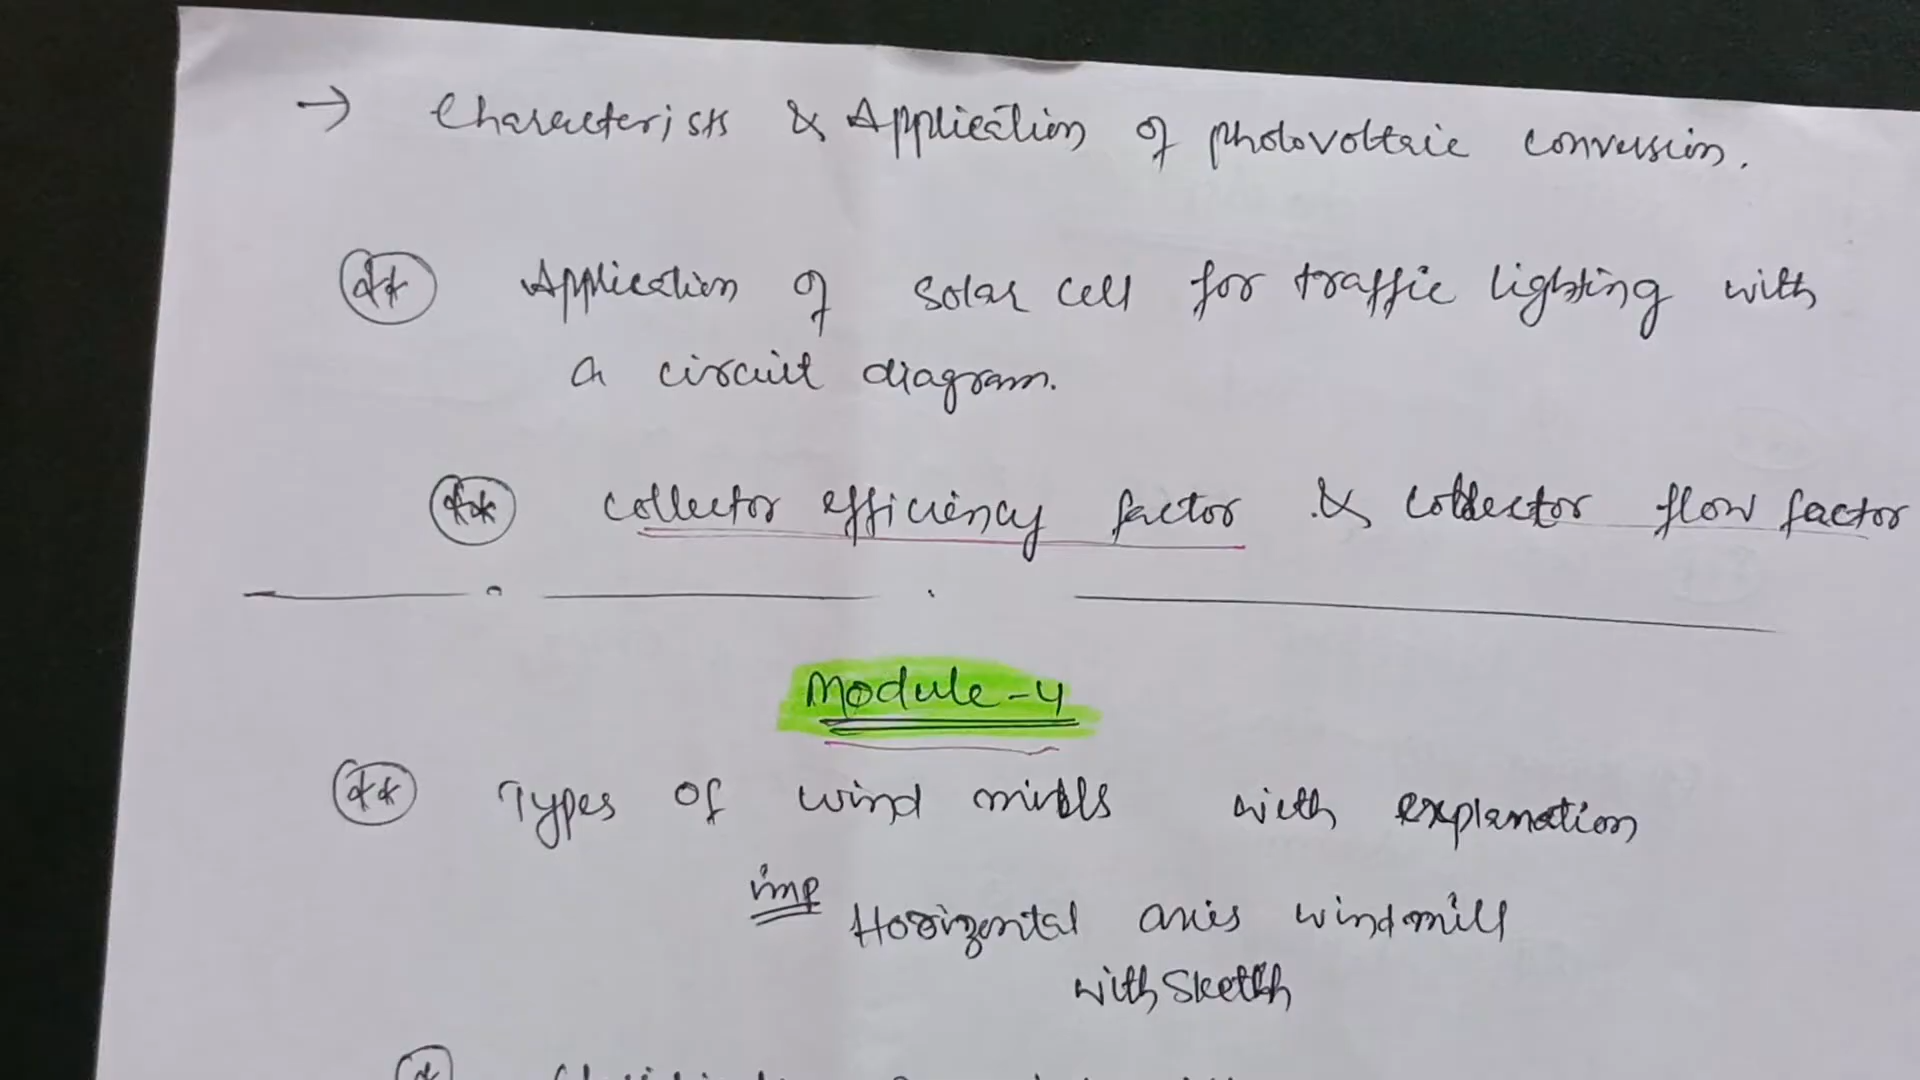 → Characterists & Application of photovoltaic conversion.
** Application of solar cell for traffic lighting with
a circuit diagram.
** collector efficiency factor & collector flow factor
Module-4
** Types of wind mills with explanation
imp Horizental axis windmill
with Sketch
*